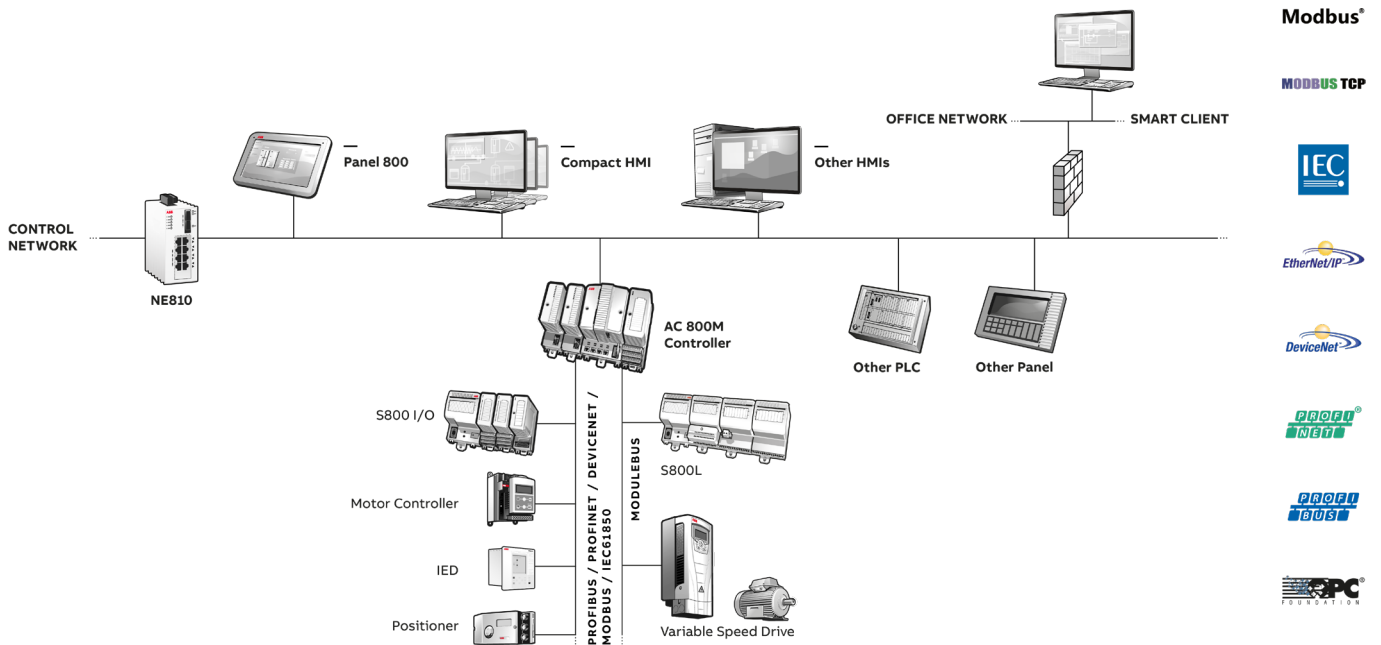 Modbus®
MODBUS TCP
OFFICE NETWORK
SMART CLIENT
Panel 800
Compact HMI
Other HMIs
IEC
CONTROL
NETWORK
EtherNet/IP
NE810
AC 800M
Controller
Other PLC
Other Panel
DeviceNet
S800 I/O
S800L
PROFI
NET
®
Motor Controller
PROFIBUS / PROFINET / DEVICENET /
MODBUS / IEC61850
MODULEBUS
PROFI
BUS
IED
Positioner
Variable Speed Drive
OPC®
FOUNDATION